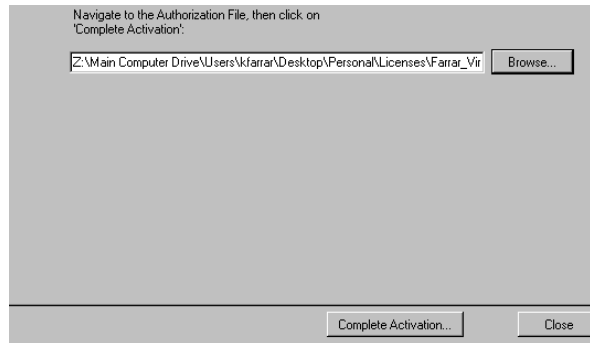 Navigate to the Authorization File, then click on
'Complete Activation':
Z:\Main Computer Drive\Users\kfarrar\Desktop\Personal\Licenses\Farrar_Vir
Browse...
Complete Activation...
Close